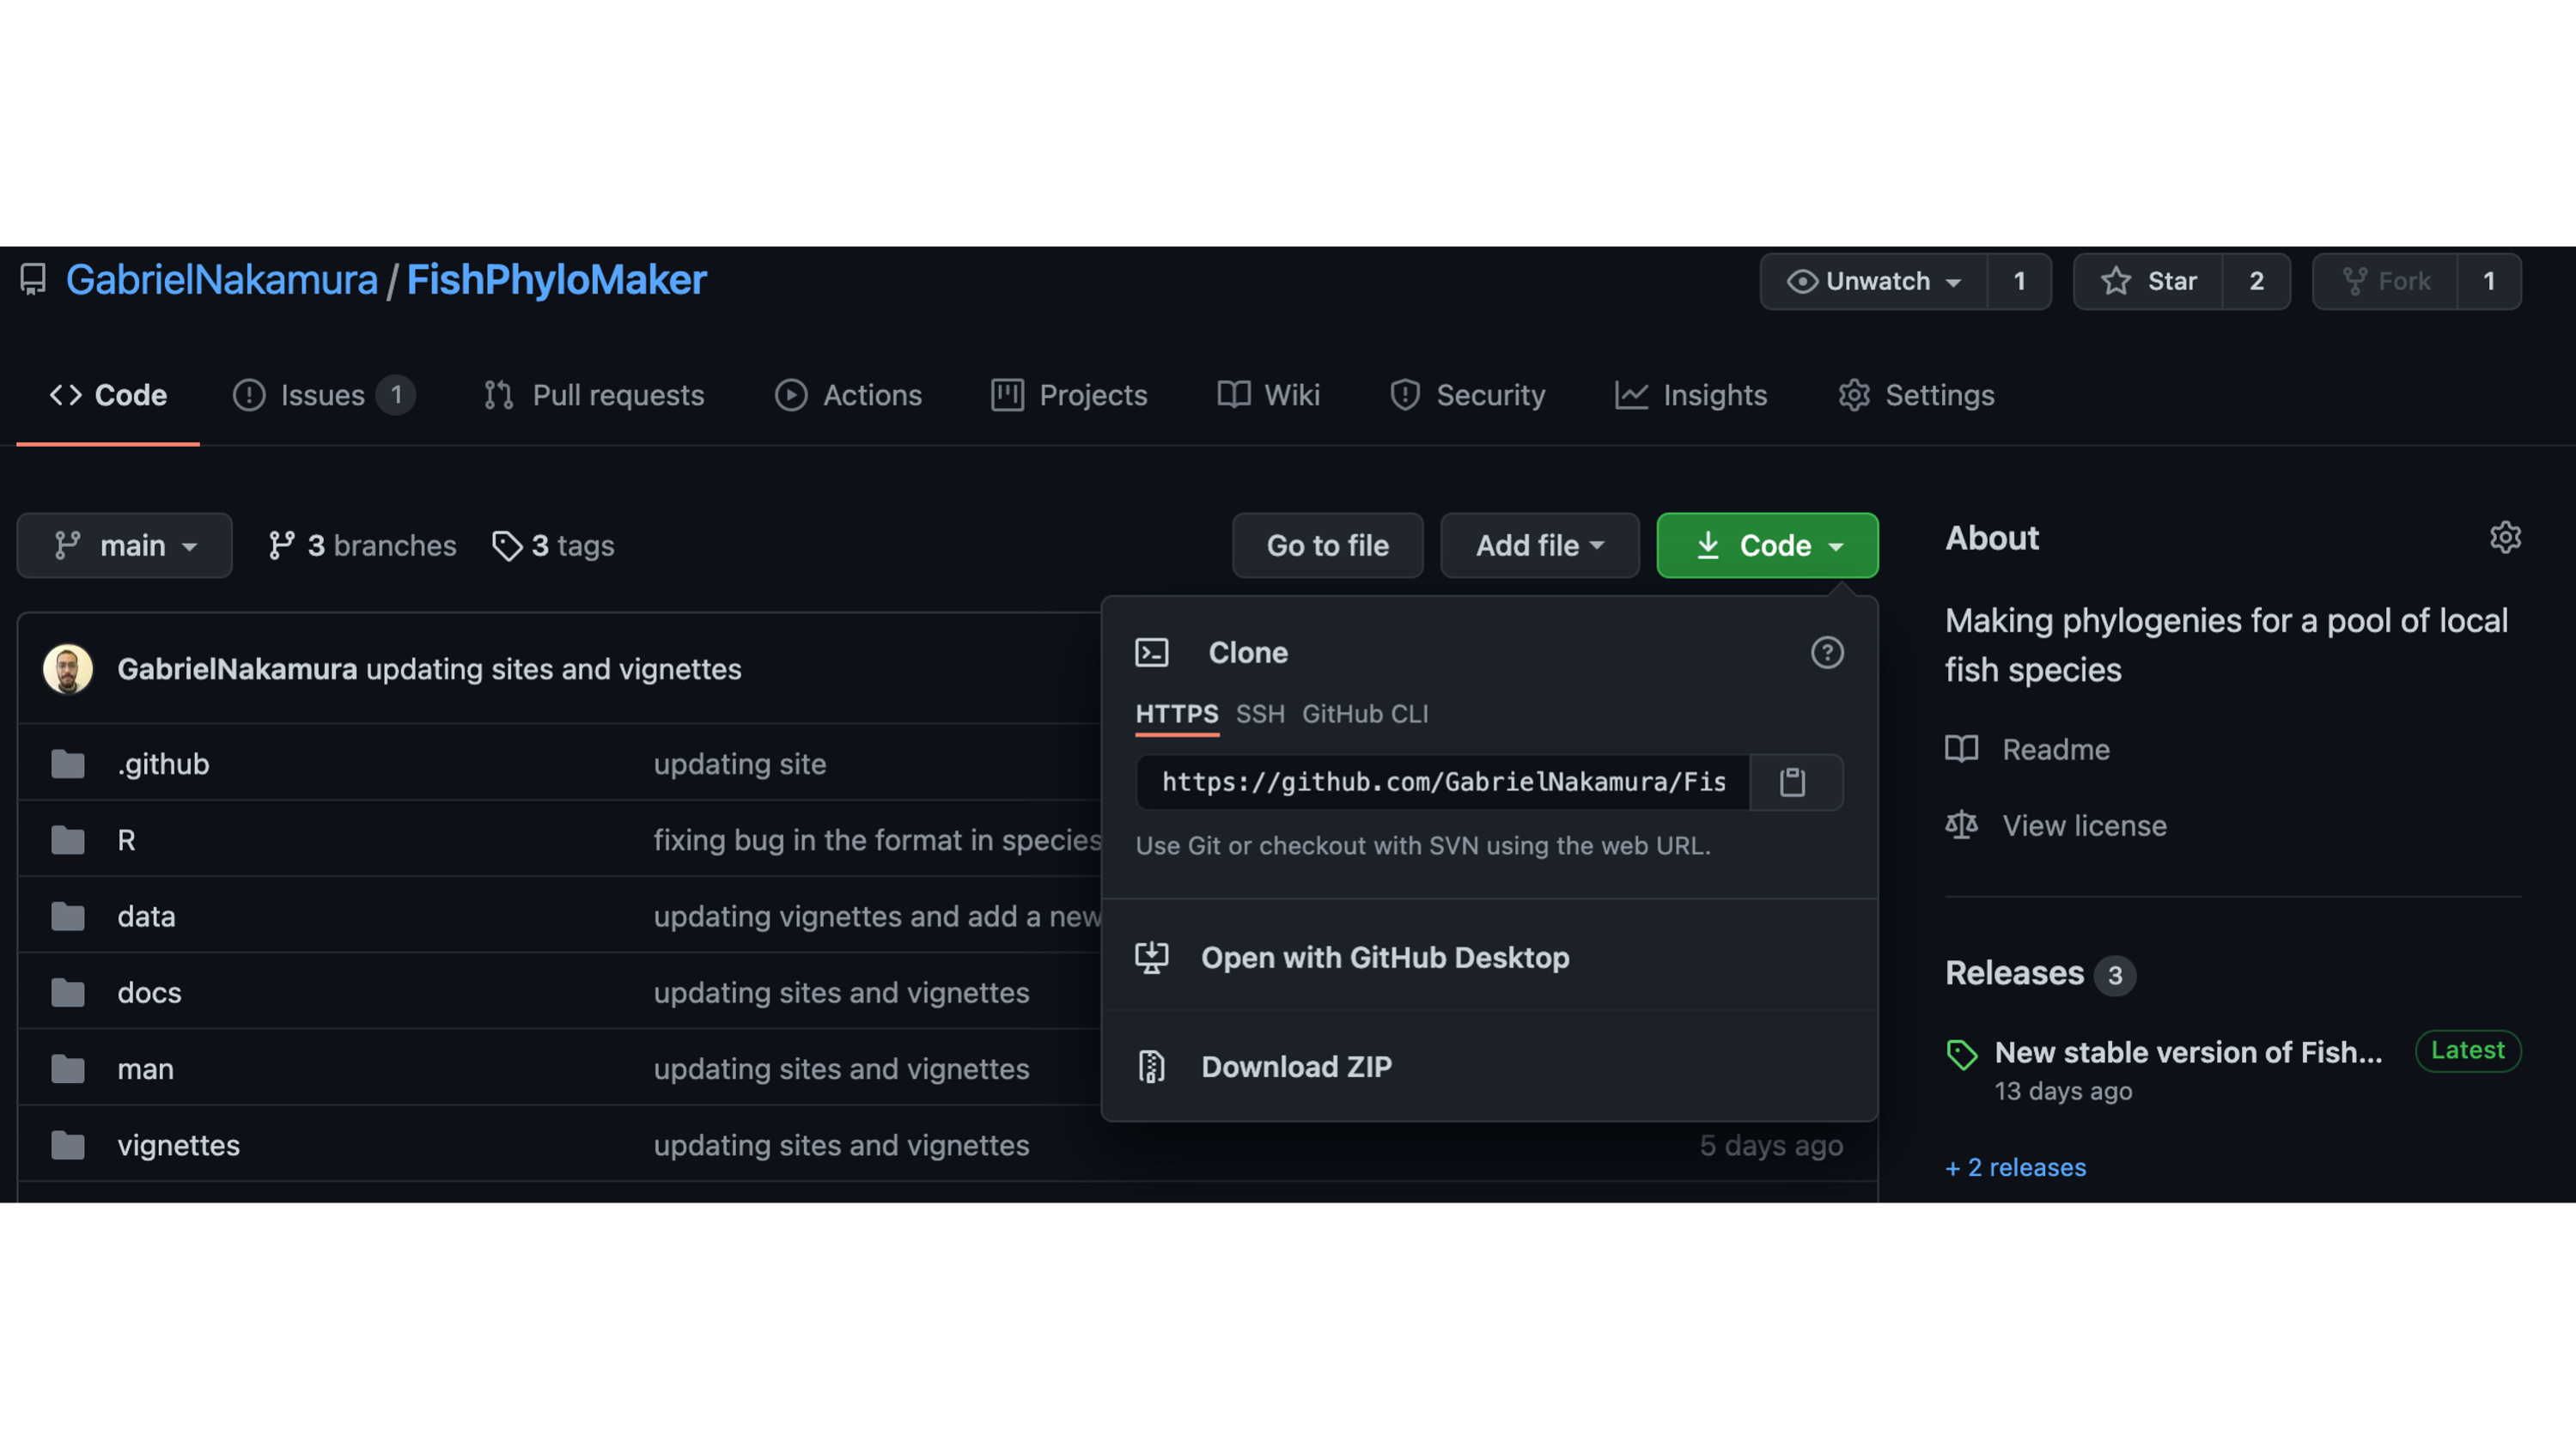 GabrielNakamura / FishPhyloMaker
Unwatch 1 Star 2 Fork 1
Code Issues 1 Pull requests Actions Projects Wiki Security Insights Settings
main 3 branches 3 tags
Go to file Add file Code
GabrielNakamura updating sites and vignettes
.github updating site
R fixing bug in the format in species
data updating vignettes and add a new
docs updating sites and vignettes
man updating sites and vignettes
vignettes updating sites and vignettes 5 days ago
Clone
HTTPS SSH GitHub CLI
https://github.com/GabrielNakamura/Fis
Use Git or checkout with SVN using the web URL.
Open with GitHub Desktop
Download ZIP
About
Making phylogenies for a pool of local
fish species
Readme
View license
Releases 3
New stable version of Fish... Latest
13 days ago
+ 2 releases